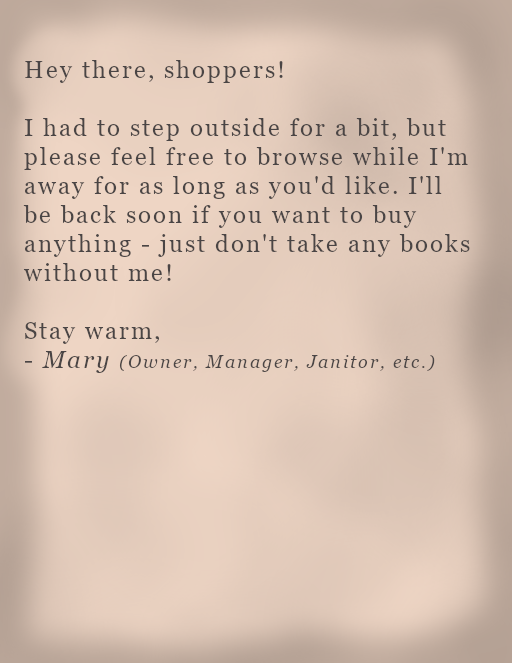 Hey there, shoppers!
I had to step outside for a bit, but
please feel free to browse while I'm
away for as long as you'd like. I'll
be back soon if you want to buy
anything - just don't take any books
without me!
Stay warm,
- Mary (Owner, Manager, Janitor, etc.)